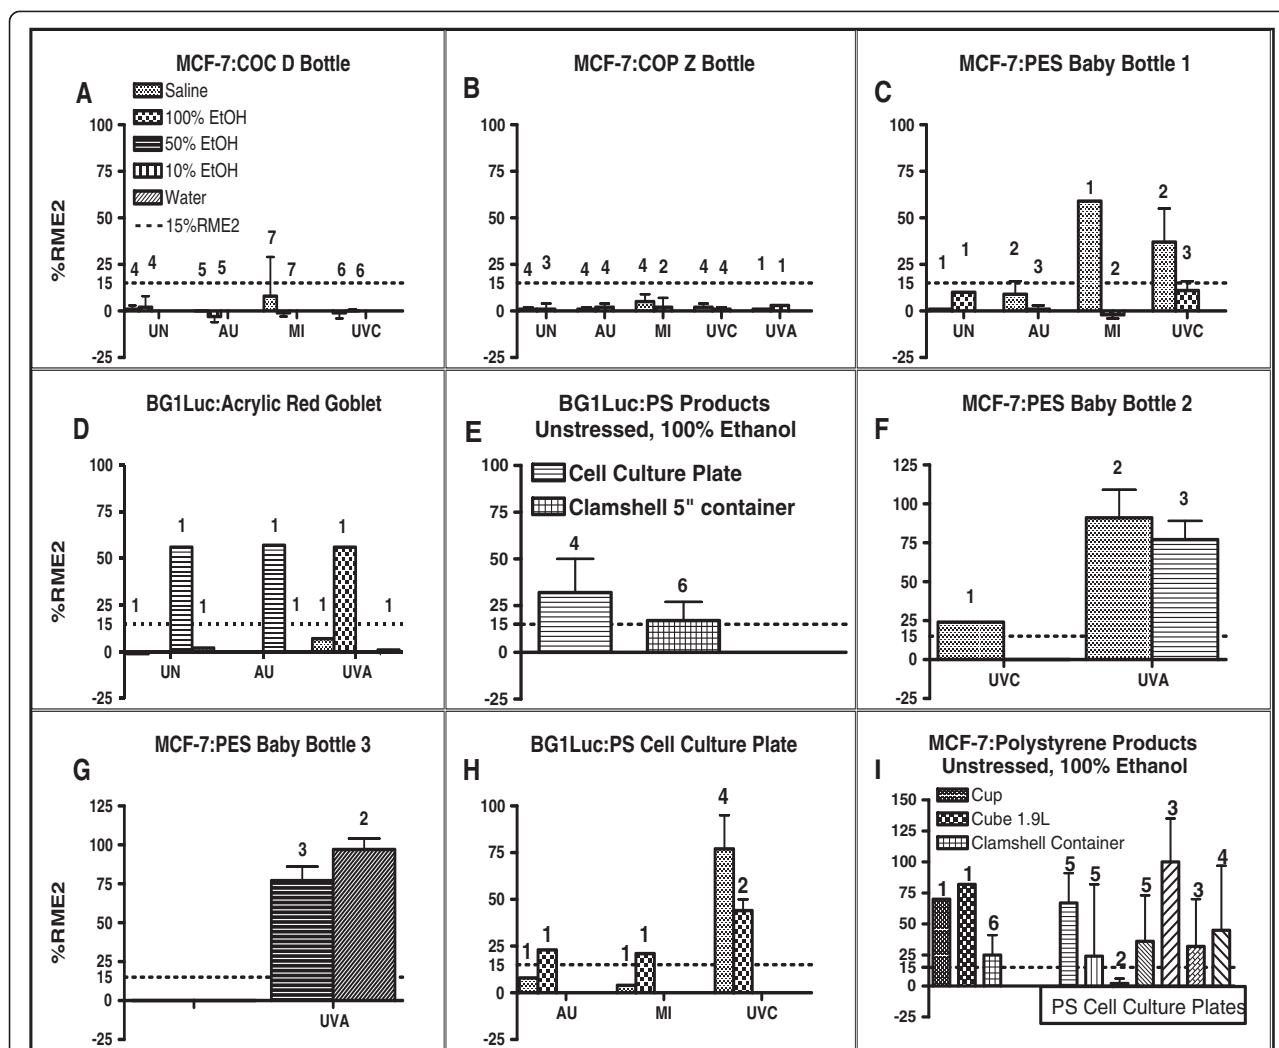 MCF-7:COC D Bottle
A
Saline
100% EtOH
50% EtOH
10% EtOH
Water
15%RME2
%RME2
100
75
50
25
15
0
-25
4 4 5 5 7 7 6 6
UN AU MI UVC
MCF-7:COP Z Bottle
B
100
75
50
25
15
0
-25
4 3 4 4 4 2 4 4 1 1
UN AU MI UVC UVA
MCF-7:PES Baby Bottle 1
C
100
75
50
25
15
0
-25
1 1 2 3 1 2 2 3
UN AU MI UVC
BG1Luc:Acrylic Red Goblet
D
%RME2
100
75
50
25
15
0
-25
1 1 1 1 1 1 1 1
UN AU UVA
BG1Luc:PS Products
Unstressed, 100% Ethanol
E
Cell Culture Plate
Clamshell 5" container
100
75
50
25
15
0
-25
4 6
MCF-7:PES Baby Bottle 2
F
125
100
75
50
25
15
0
-25
1 2 3
UVC UVA
MCF-7:PES Baby Bottle 3
G
%RME2
125
100
75
50
25
15
0
-25
3 2
UVA
BG1Luc:PS Cell Culture Plate
H
100
75
50
25
15
0
-25
1 1 1 1 4 2
AU MI UVC
MCF-7:Polystyrene Products
Unstressed, 100% Ethanol
I
Cup
Cube 1.9L
Clamshell Container
150
125
100
75
50
25
15
0
-25
1 1 6 5 5 2 5 3 3 4
PS Cell Culture Plates